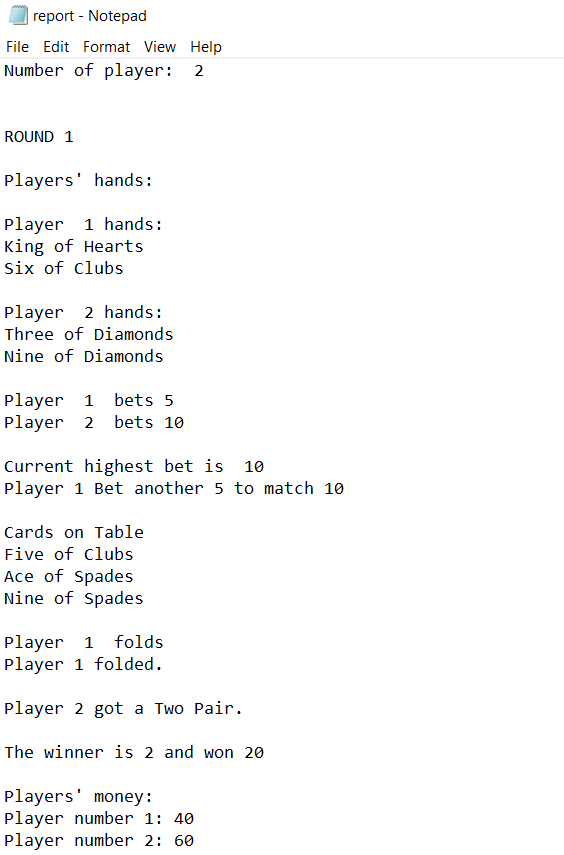 report - Notepad
File Edit Format View Help
Number of player:  2
ROUND 1
Players' hands:
Player  1 hands:
King of Hearts
Six of Clubs
Player  2 hands:
Three of Diamonds
Nine of Diamonds
Player  1  bets 5
Player  2  bets 10
Current highest bet is  10
Player 1 Bet another 5 to match 10
Cards on Table
Five of Clubs
Ace of Spades
Nine of Spades
Player  1  folds
Player 1 folded.
Player 2 got a Two Pair.
The winner is 2 and won 20
Players' money:
Player number 1: 40
Player number 2: 60